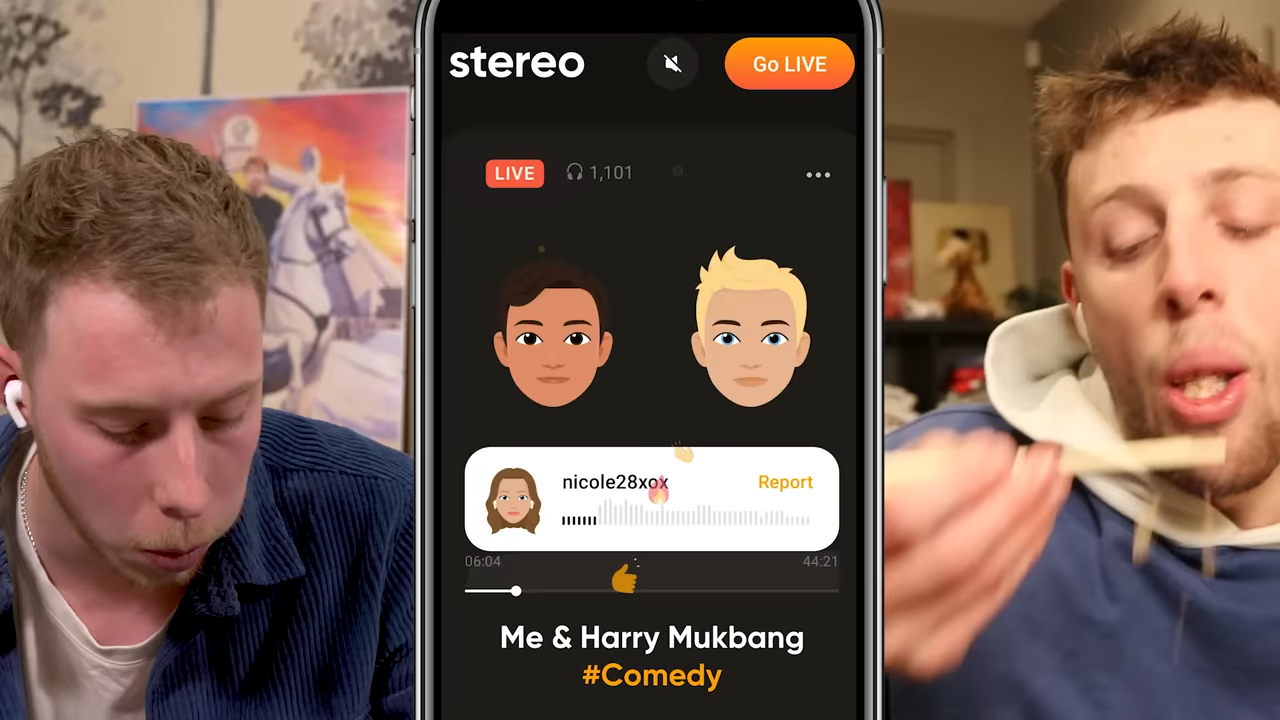 stereo
Go LIVE
LIVE 1,101
nicole28xox Report
06:04 44:21
Me & Harry Mukbang
#Comedy